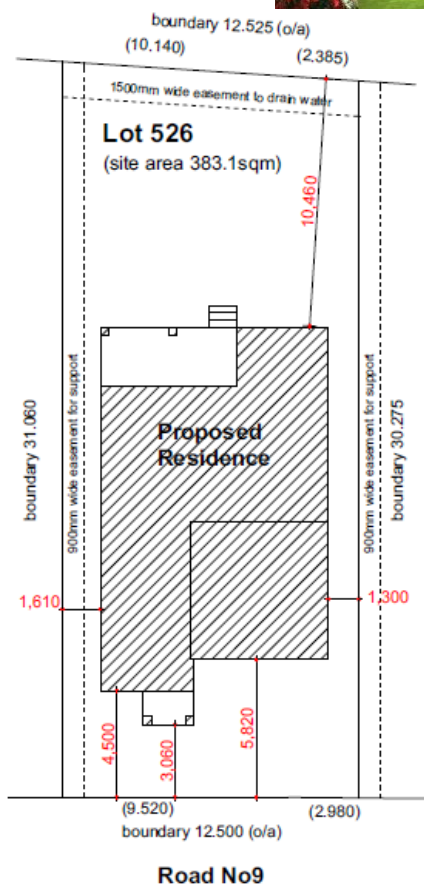 boundary 12.525 (o/a)
(10.140)
(2.385)
1500mm wide easement to drain water
Lot 526
(site area 383.1sqm)
10,460
Proposed
Residence
boundary 31.060
900mm wide easement for support
900mm wide easement for support
boundary 30.275
1,610
1,300
4,500
3,060
5,820
(9.520)
(2.980)
boundary 12.500 (o/a)
Road No9